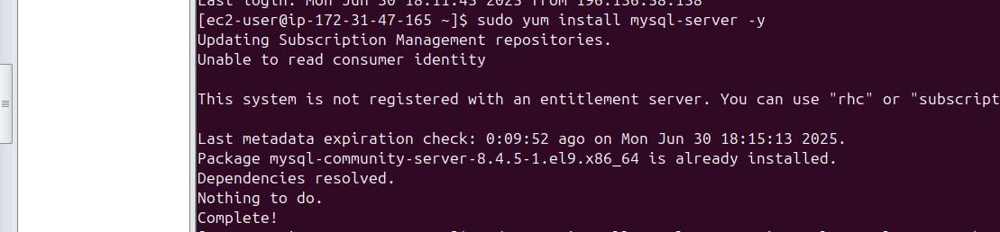 Last login: Mon Jun 30 18:11:43 2025 from 196.136.38.138
[ec2-user@ip-172-31-47-165 ~]$ sudo yum install mysql-server -y
Updating Subscription Management repositories.
Unable to read consumer identity
This system is not registered with an entitlement server. You can use "rhc" or "subscript
Last metadata expiration check: 0:09:52 ago on Mon Jun 30 18:15:13 2025.
Package mysql-community-server-8.4.5-1.el9.x86_64 is already installed.
Dependencies resolved.
Nothing to do.
Complete!